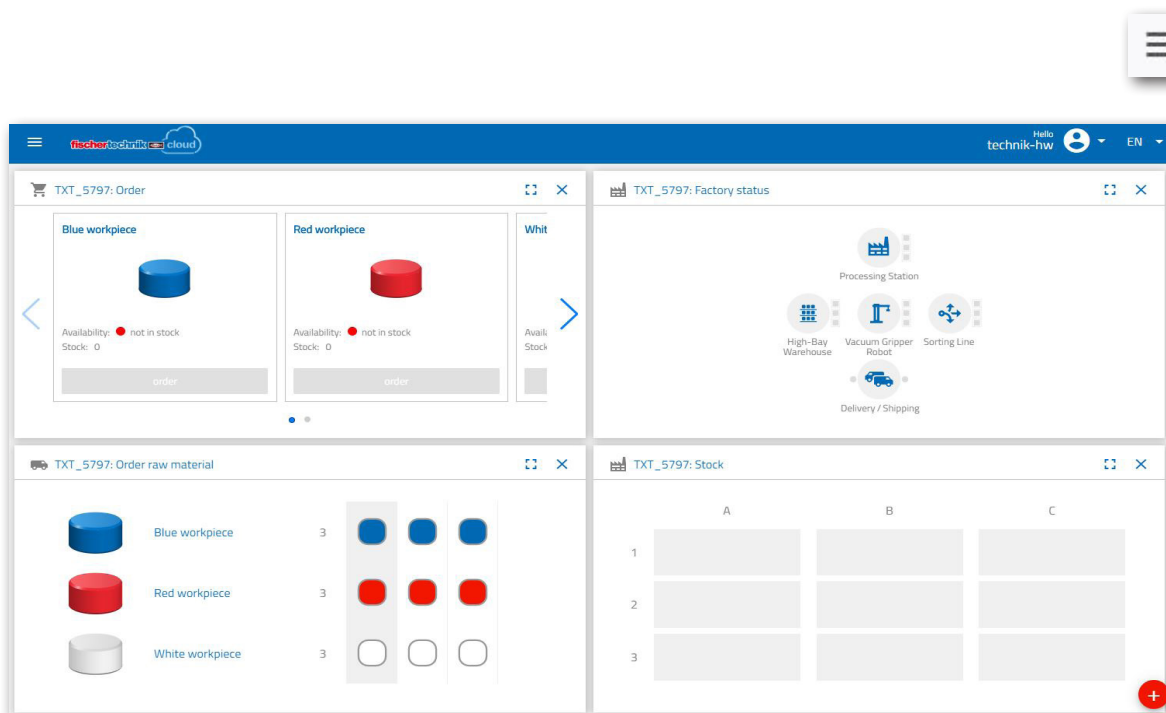 fischertechnik cloud
Hello
technik-hw
EN
TXT_5797: Order
Blue workpiece
Availability: not in stock
Stock: 0
order
Red workpiece
Availability: not in stock
Stock: 0
order
Whit
Availa
Stock
TXT_5797: Factory status
Processing Station
High-Bay
Warehouse
Vacuum Gripper
Robot
Sorting Line
Delivery / Shipping
TXT_5797: Order raw material
Blue workpiece 3
Red workpiece 3
White workpiece 3
TXT_5797: Stock
A B C
1
2
3
+